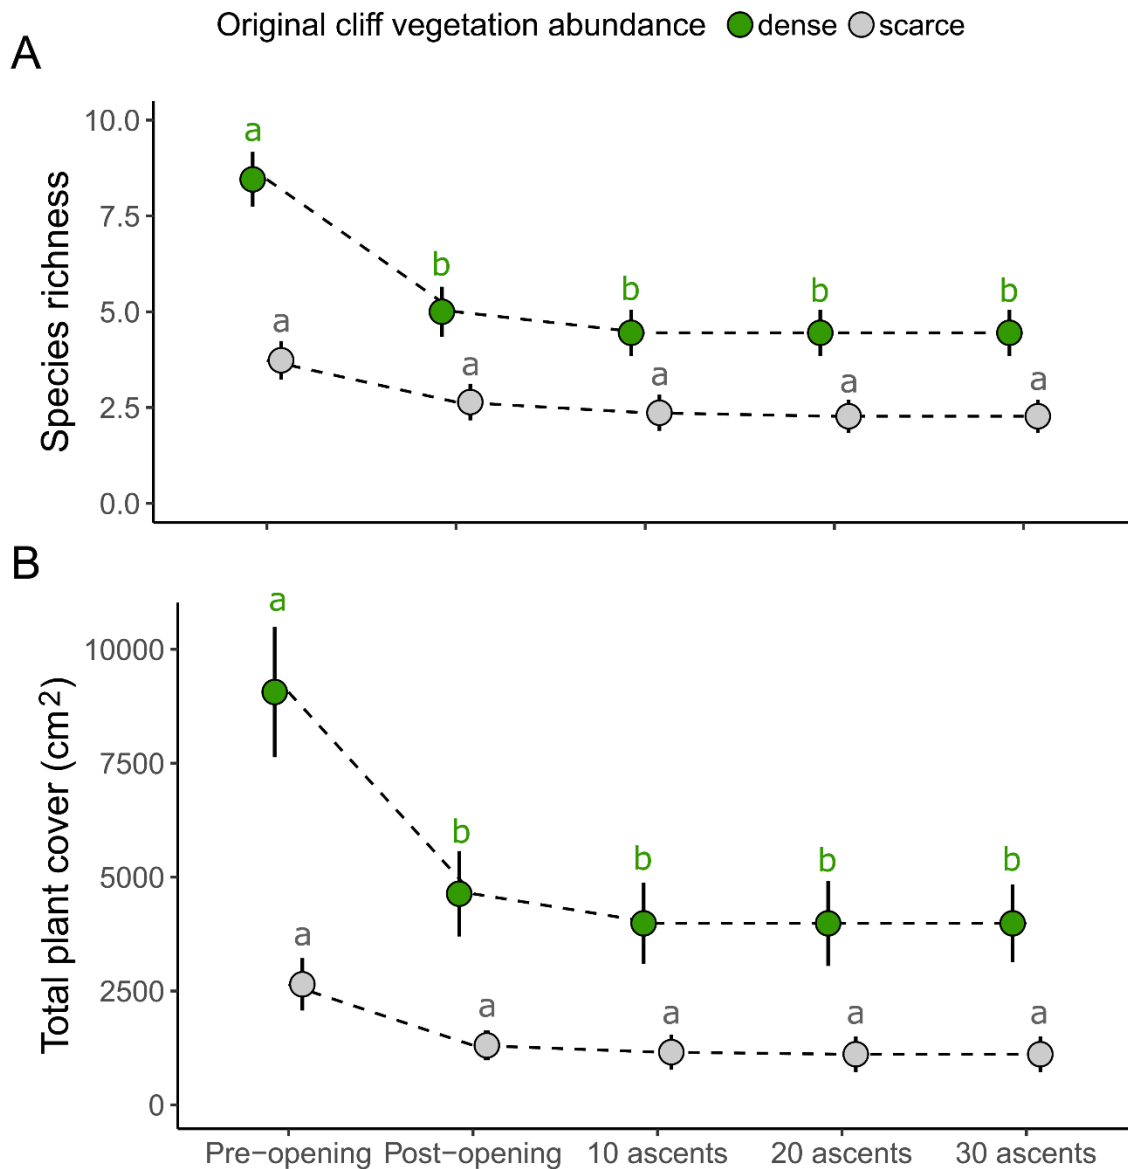 Original cliff vegetation abundance dense scarce
A
Species richness
10.0
7.5
5.0
2.5
0.0
a
b
b
b
b
a
a
a
a
a
B
Total plant cover (cm²)
10000
7500
5000
2500
0
a
b
b
b
b
a
a
a
a
a
Pre−opening Post−opening 10 ascents 20 ascents 30 ascents